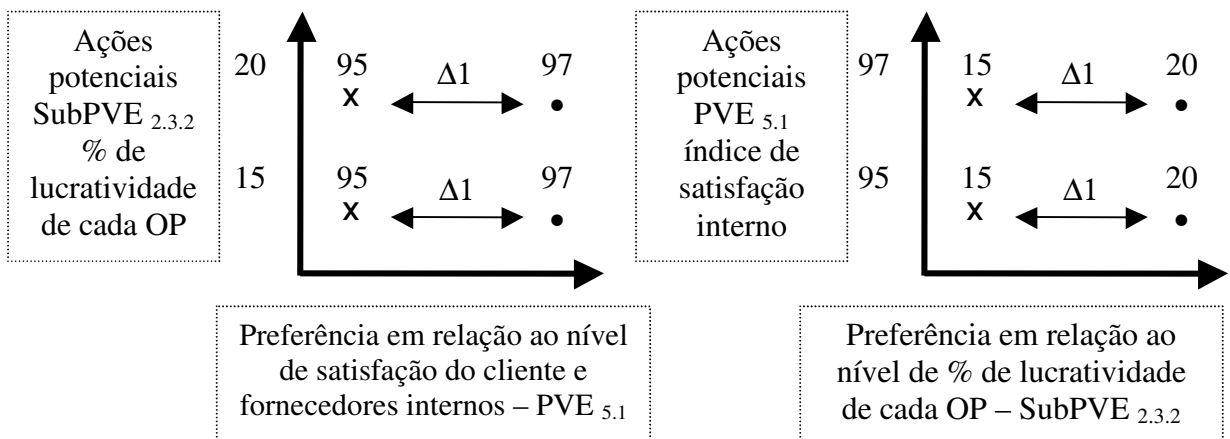 Ações
potenciais
SubPVE 2.3.2
% de
lucratividade
de cada OP
20
95
Δ1
97
x
•
15
95
Δ1
97
x
•
Preferência em relação ao nível
de satisfação do cliente e
fornecedores internos – PVE 5.1
Ações
potenciais
PVE 5.1
índice de
satisfação
interno
97
15
Δ1
20
x
•
95
15
Δ1
20
x
•
Preferência em relação ao
nível de % de lucratividade
de cada OP – SubPVE 2.3.2